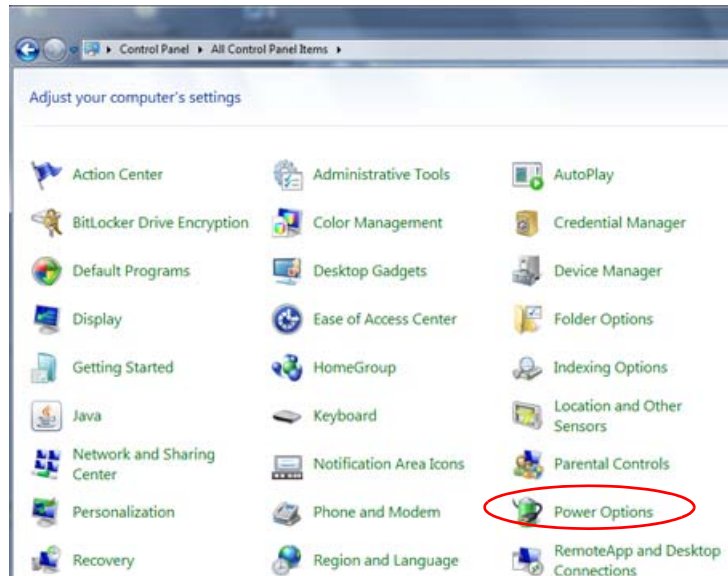 Control Panel ▸ All Control Panel Items ▸
Adjust your computer's settings
Action Center
Administrative Tools
AutoPlay
BitLocker Drive Encryption
Color Management
Credential Manager
Default Programs
Desktop Gadgets
Device Manager
Display
Ease of Access Center
Folder Options
Getting Started
HomeGroup
Indexing Options
Java
Keyboard
Location and Other
Sensors
Network and Sharing
Center
Notification Area Icons
Parental Controls
Personalization
Phone and Modem
Power Options
Recovery
Region and Language
RemoteApp and Desktop
Connections